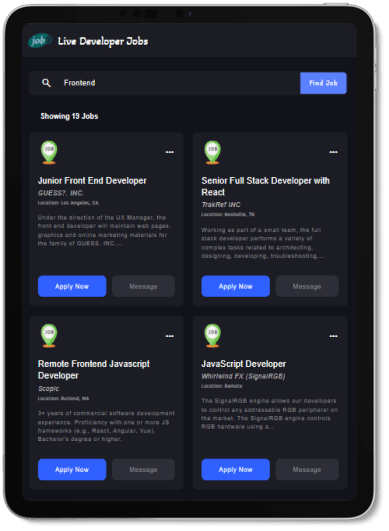 job Live Developer Jobs
Frontend Find Job
Showing 19 Jobs
JOB
Junior Front End Developer
GUESS?. INC.
Location: Los Angeles, CA
Under the direction of the UX Manager, the
front end developer will maintain web pages,
graphics and online marketing materials for
the family of GUESS, INC....
Apply Now Message
JOB
Senior Full Stack Developer with
React
TrakRef INC
Location: Nashville, TN
Working as part of a small team, the full
stack developer performs a variety of
complex tasks related to architecting,
designing, developing, troubleshooting,...
Apply Now Message
JOB
Remote Frontend Javascript
Developer
Scopic
Location: Rutland, MA
3+ years of commercial software development
experience. Proficiency with one or more JS
frameworks (e.g., React, Angular, Vue).
Bachelor's degree or higher.
Apply Now Message
JOB
JavaScript Developer
Whirlwind FX (SignalRGB)
Location: Remote
The SignalRGB engine allows our developers
to control any addressable RGB peripheral on
the market. The SignalRGB engine controls
RGB hardware using a...
Apply Now Message